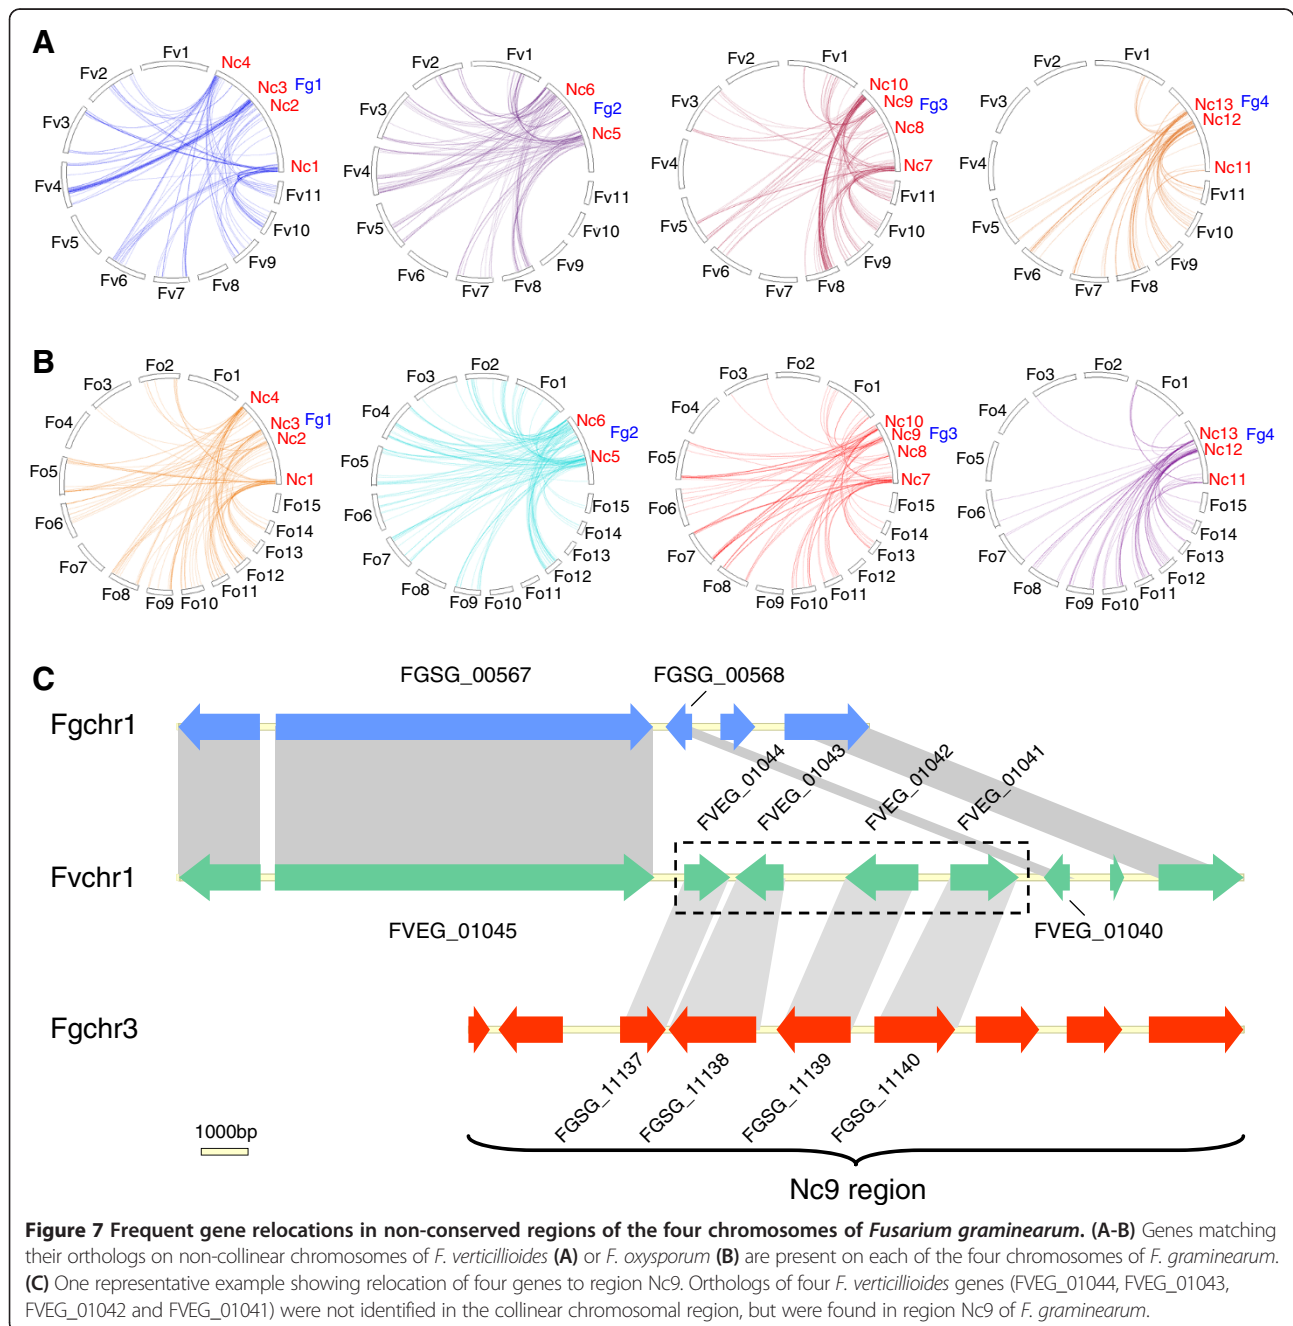 A
Fv1
Fv2
Fv3
Fv4
Fv5
Fv6
Fv7
Fv8
Fv9
Fv10
Fv11
Nc4
Nc3
Fg1
Nc2
Nc1
Fv1
Fv2
Fv3
Fv4
Fv5
Fv6
Fv7
Fv8
Fv9
Fv10
Fv11
Nc6
Fg2
Nc5
Fv1
Fv2
Fv3
Fv4
Fv5
Fv6
Fv7
Fv8
Fv9
Fv10
Fv11
Nc10
Nc9
Fg3
Nc8
Nc7
Fv1
Fv2
Fv3
Fv4
Fv5
Fv6
Fv7
Fv8
Fv9
Fv10
Fv11
Nc13
Fg4
Nc12
Nc11
B
Fo1
Fo2
Fo3
Fo4
Fo5
Fo6
Fo7
Fo8
Fo9
Fo10
Fo11
Fo12
Fo13
Fo14
Fo15
Nc4
Nc3
Fg1
Nc2
Nc1
Fo1
Fo2
Fo3
Fo4
Fo5
Fo6
Fo7
Fo8
Fo9
Fo10
Fo11
Fo12
Fo13
Fo14
Fo15
Nc6
Fg2
Nc5
Fo1
Fo2
Fo3
Fo4
Fo5
Fo6
Fo7
Fo8
Fo9
Fo10
Fo11
Fo12
Fo13
Fo14
Fo15
Nc10
Nc9
Fg3
Nc8
Nc7
Fo1
Fo2
Fo3
Fo4
Fo5
Fo6
Fo7
Fo8
Fo9
Fo10
Fo11
Fo12
Fo13
Fo14
Fo15
Nc13
Fg4
Nc12
Nc11
C
FGSG_00567
FGSG_00568
Fgchr1
FVEG_01044
FVEG_01043
FVEG_01042
FVEG_01041
Fvchr1
FVEG_01045
FVEG_01040
Fgchr3
FGSG_11137
FGSG_11138
FGSG_11139
FGSG_11140
1000bp
Nc9 region
Figure 7 Frequent gene relocations in non-conserved regions of the four chromosomes of Fusarium graminearum. (A-B) Genes matching
their orthologs on non-collinear chromosomes of F. verticillioides (A) or F. oxysporum (B) are present on each of the four chromosomes of F. graminearum.
(C) One representative example showing relocation of four genes to region Nc9. Orthologs of four F. verticillioides genes (FVEG_01044, FVEG_01043,
FVEG_01042 and FVEG_01041) were not identified in the collinear chromosomal region, but were found in region Nc9 of F. graminearum.